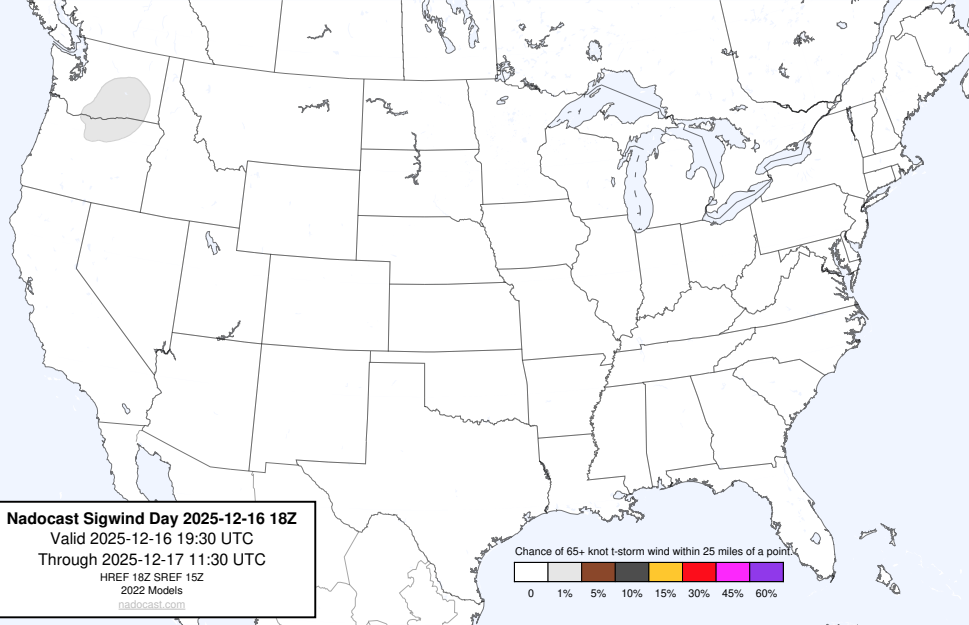 Nadocast Sigwind Day 2025-12-16 18Z
Valid 2025-12-16 19:30 UTC
Through 2025-12-17 11:30 UTC
HREF 18Z SREF 15Z
2022 Models
nadocast.com
Chance of 65+ knot t-storm wind within 25 miles of a point.
0 1% 5% 10% 15% 30% 45% 60%